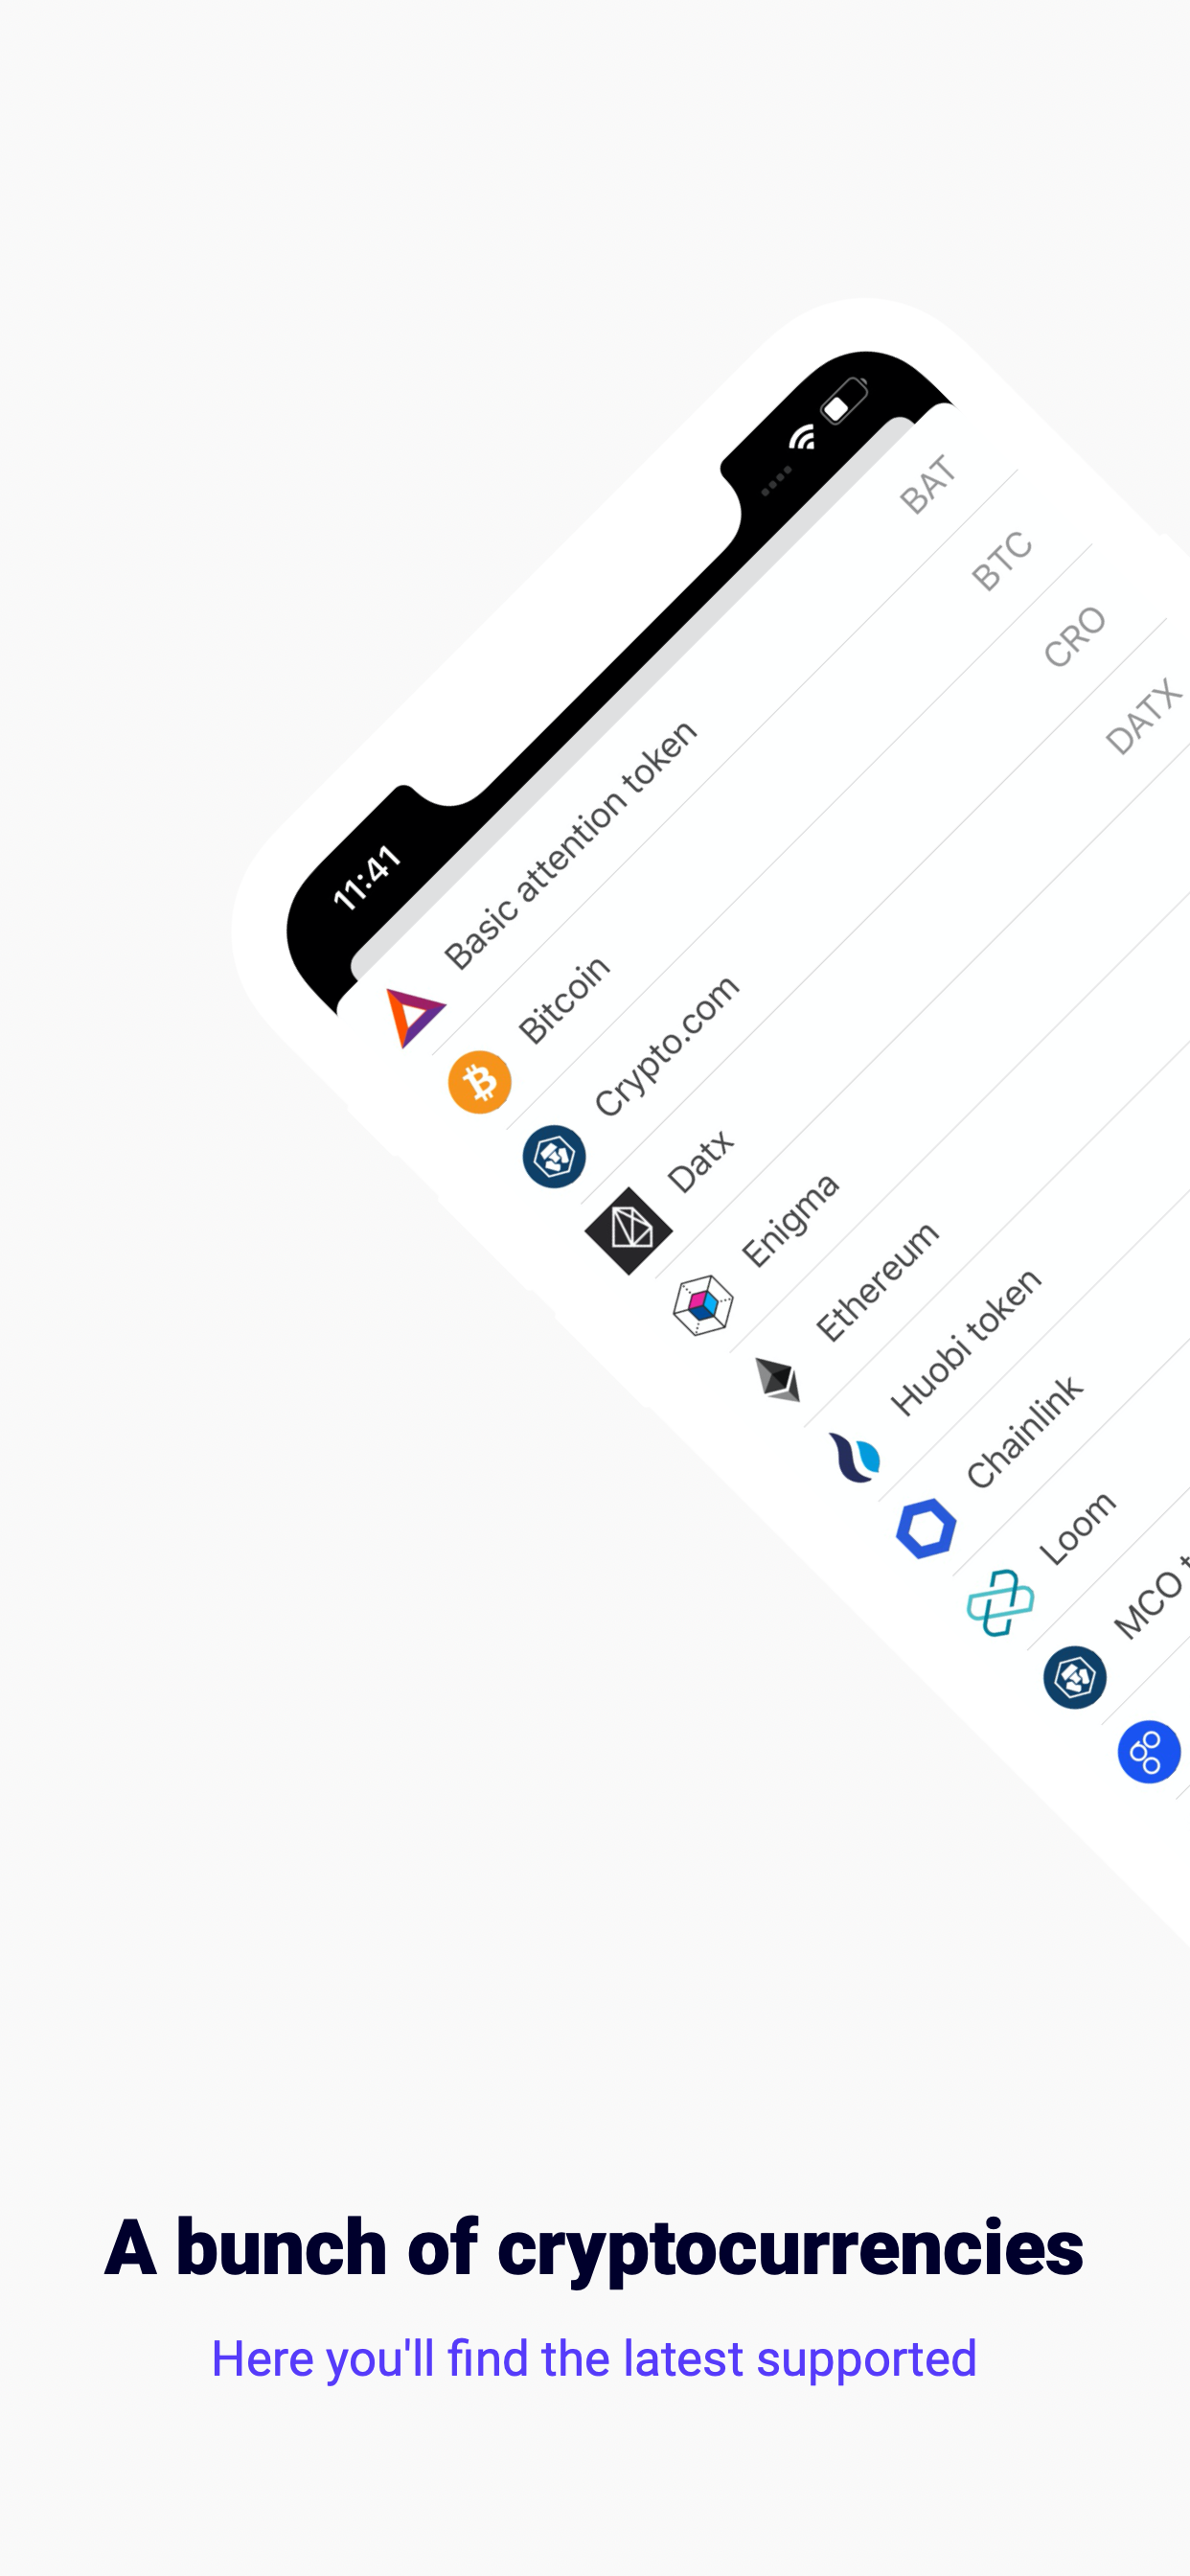 11:41
Basic attention token BAT
Bitcoin BTC
Crypto.com CRO
Datx DATX
Enigma
Ethereum
Huobi token
Chainlink
Loom
MCO
A bunch of cryptocurrencies
Here you'll find the latest supported